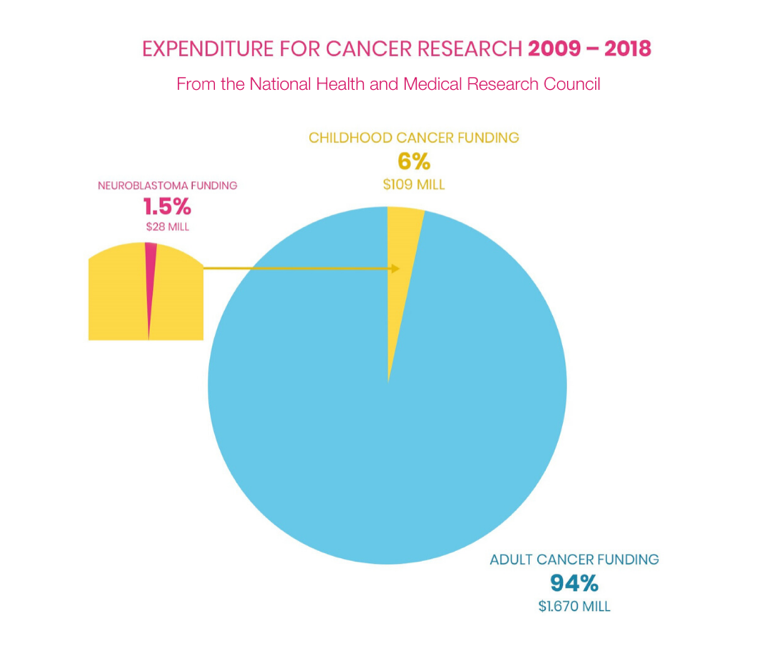 EXPENDITURE FOR CANCER RESEARCH 2009 – 2018
From the National Health and Medical Research Council
CHILDHOOD CANCER FUNDING
6%
$109 MILL
NEUROBLASTOMA FUNDING
1.5%
$28 MILL
ADULT CANCER FUNDING
94%
$1.670 MILL